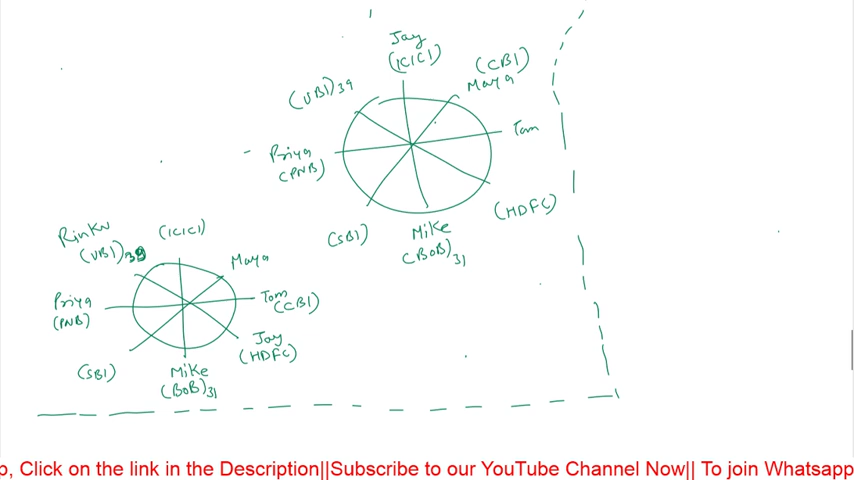 Jay
(ICICI)
(CBI)
Maya
(UBI) 39
Tom
Priya
(PNB)
(HDFC)
(SBI)
Mike
(BOB) 31
Rinku
(UBI) 39
(ICICI)
Maya
Priya
(PNB)
Tom
(CBI)
Jay
(HDFC)
(SBI)
Mike
(BOB) 31
p, Click on the link in the Description||Subscribe to our YouTube Channel Now|| To join Whatsapp